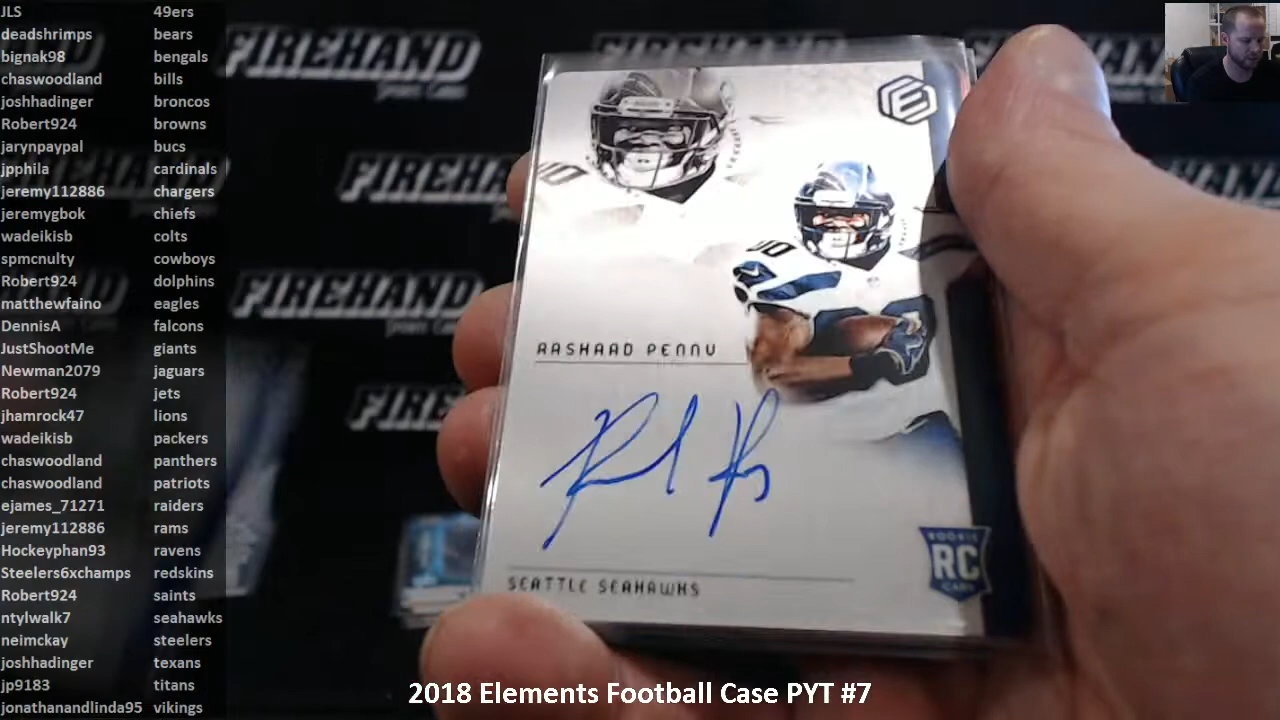 JLS 49ers
deadshrimps bears
bignak98 bengals
chaswoodland bills
joshhadinger broncos
Robert924 browns
jarynpaypal bucs
jpphila cardinals
jeremy112886 chargers
jeremygbok chiefs
wadeikisb colts
spmcnulty cowboys
Robert924 dolphins
matthewfaino eagles
DennisA falcons
JustShootMe giants
Newman2079 jaguars
Robert924 jets
jhamrock47 lions
wadeikisb packers
chaswoodland panthers
chaswoodland patriots
ejames_71271 raiders
jeremy112886 rams
Hockeyphan93 ravens
Steelers6xchamps redskins
Robert924 saints
ntylwalk7 seahawks
neimckay steelers
joshhadinger texans
jp9183 titans
jonathanandlinda95 vikings
FIREHAND
FIREHAND
FIREHAND
FIREHAND
RASHAAD PENNY
SEATTLE SEAHAWKS
ROOKIE
RC
CARD
2018 Elements Football Case PYT #7